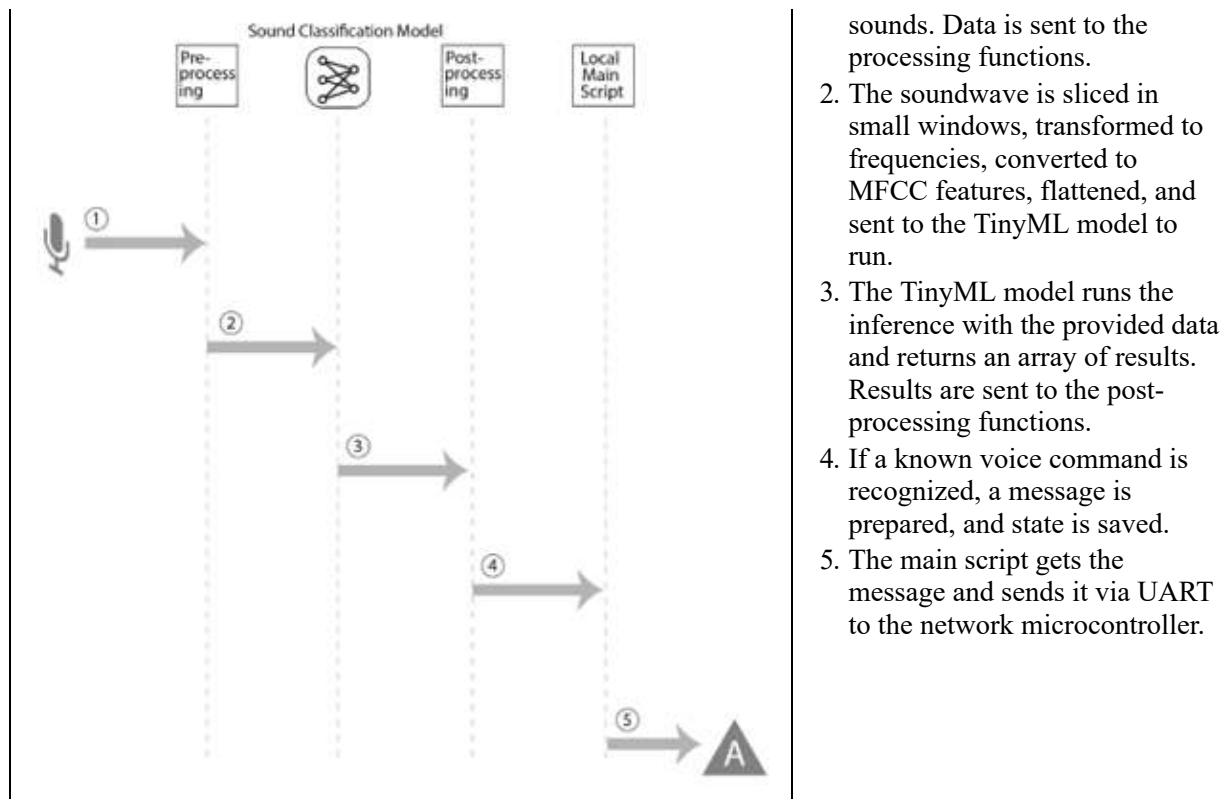 Sound Classification Model
Pre-
process
ing
Post-
process
ing
Local
Main
Script
①
②
③
④
⑤
A
sounds. Data is sent to the
processing functions.
2. The soundwave is sliced in
small windows, transformed to
frequencies, converted to
MFCC features, flattened, and
sent to the TinyML model to
run.
3. The TinyML model runs the
inference with the provided data
and returns an array of results.
Results are sent to the post-
processing functions.
4. If a known voice command is
recognized, a message is
prepared, and state is saved.
5. The main script gets the
message and sends it via UART
to the network microcontroller.